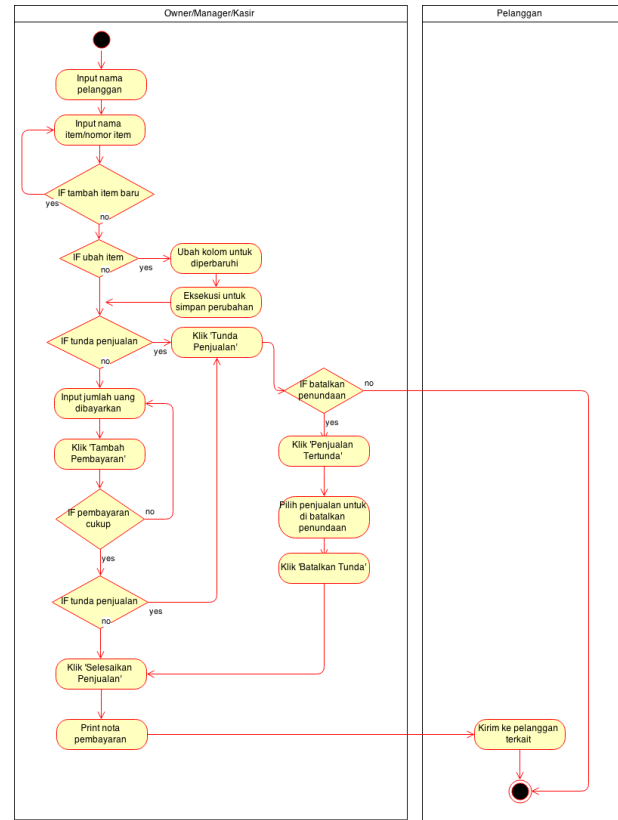 Owner/Manager/Kasir
Pelanggan
Input nama
pelanggan
Input nama
item/nomor item
IF tambah item baru
yes
no
IF ubah item
yes
no
Ubah kolom untuk
diperbaruhi
Eksekusi untuk
simpan perubahan
IF tunda penjualan
yes
no
Klik 'Tunda
Penjualan'
IF batalkan
penundaan
no
yes
Input jumlah uang
dibayarkan
Klik 'Tambah
Pembayaran'
Klik 'Penjualan
Tertunda'
IF pembayaran
cukup
no
yes
Pilih penjualan untuk
di batalkan
penundaan
Klik 'Batalkan Tunda'
IF tunda penjualan
yes
no
Klik 'Selesaikan
Penjualan'
Print nota
pembayaran
Kirim ke pelanggan
terkait